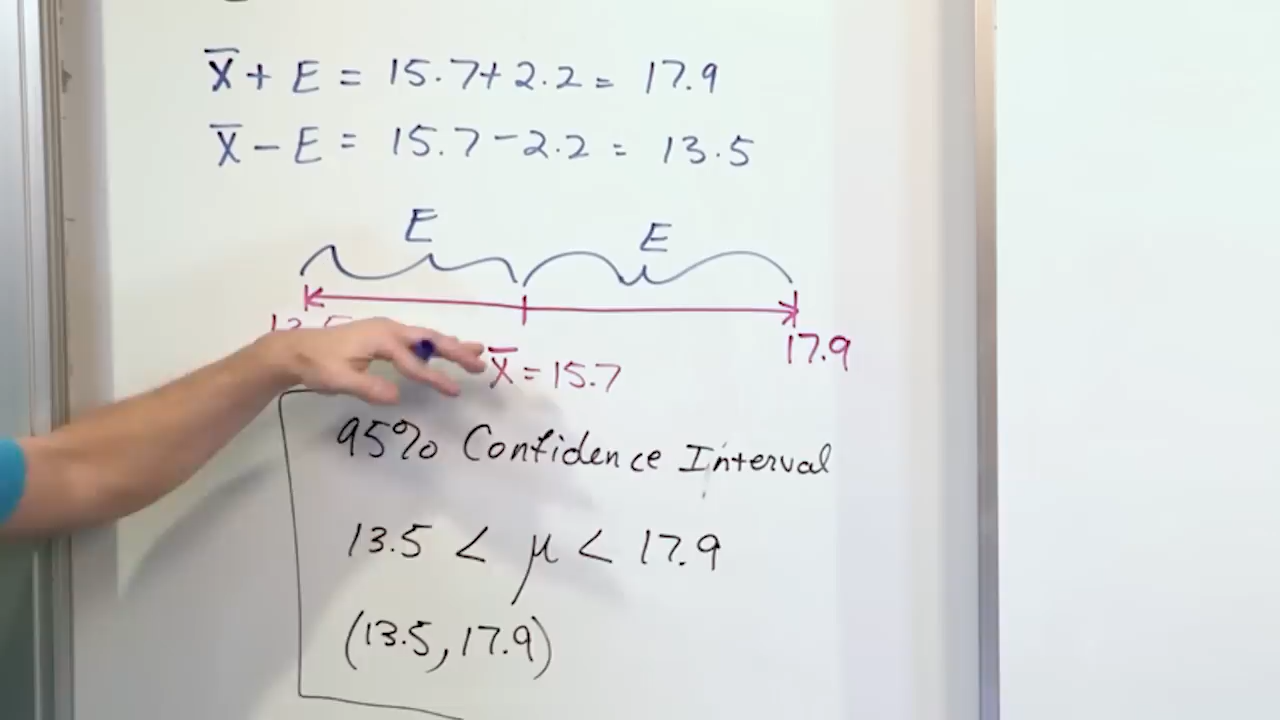 X̄ + E = 15.7 + 2.2 = 17.9
X̄ - E = 15.7 - 2.2 = 13.5
E E
17.9
X̄ = 15.7
95% Confidence Interval
13.5 < μ < 17.9
(13.5, 17.9)